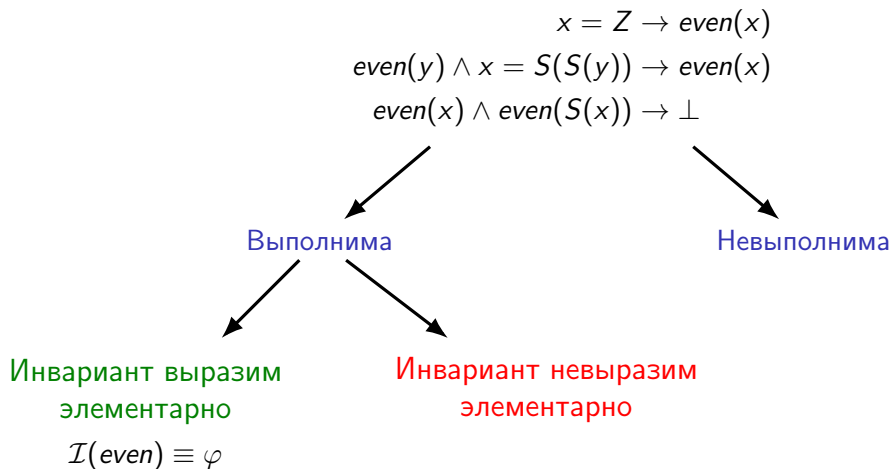 x = Z → even(x)
even(y) ∧ x = S(S(y)) → even(x)
even(x) ∧ even(S(x)) → ⊥
Выполнима
Невыполнима
Инвариант выразим
элементарно
Инвариант невыразим
элементарно
ℐ(even) ≡ φ